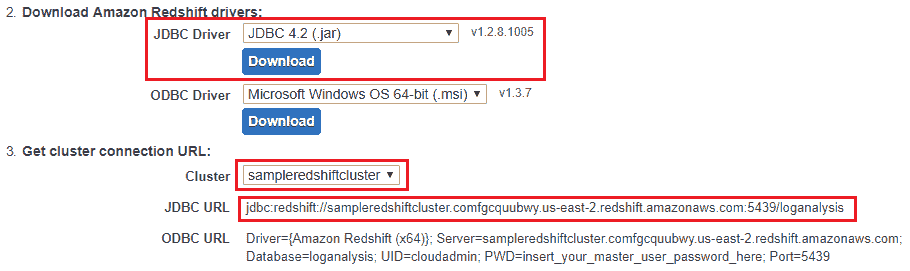 2. Download Amazon Redshift drivers:
JDBC Driver JDBC 4.2 (.jar) v1.2.8.1005
Download
ODBC Driver Microsoft Windows OS 64-bit (.msi) v1.3.7
Download
3. Get cluster connection URL:
Cluster sampleredshiftcluster
JDBC URL jdbc:redshift://sampleredshiftcluster.comfgcquubwy.us-east-2.redshift.amazonaws.com:5439/loganalysis
ODBC URL Driver={Amazon Redshift (x64)}; Server=sampleredshiftcluster.comfgcquubwy.us-east-2.redshift.amazonaws.com;
Database=loganalysis; UID=cloudadmin; PWD=insert_your_master_user_password_here; Port=5439